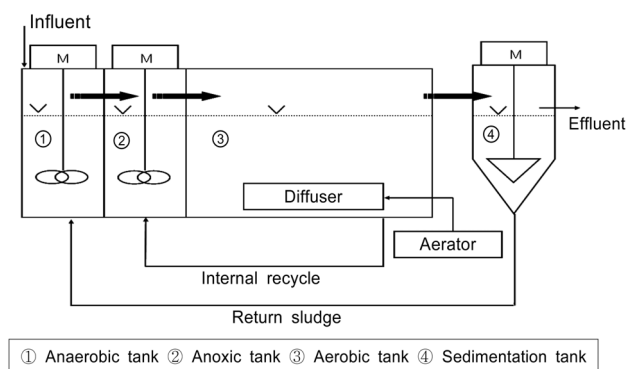 Influent
M
M
M
①
②
③
④
Effluent
Diffuser
Aerator
Internal recycle
Return sludge
① Anaerobic tank ② Anoxic tank ③ Aerobic tank ④ Sedimentation tank